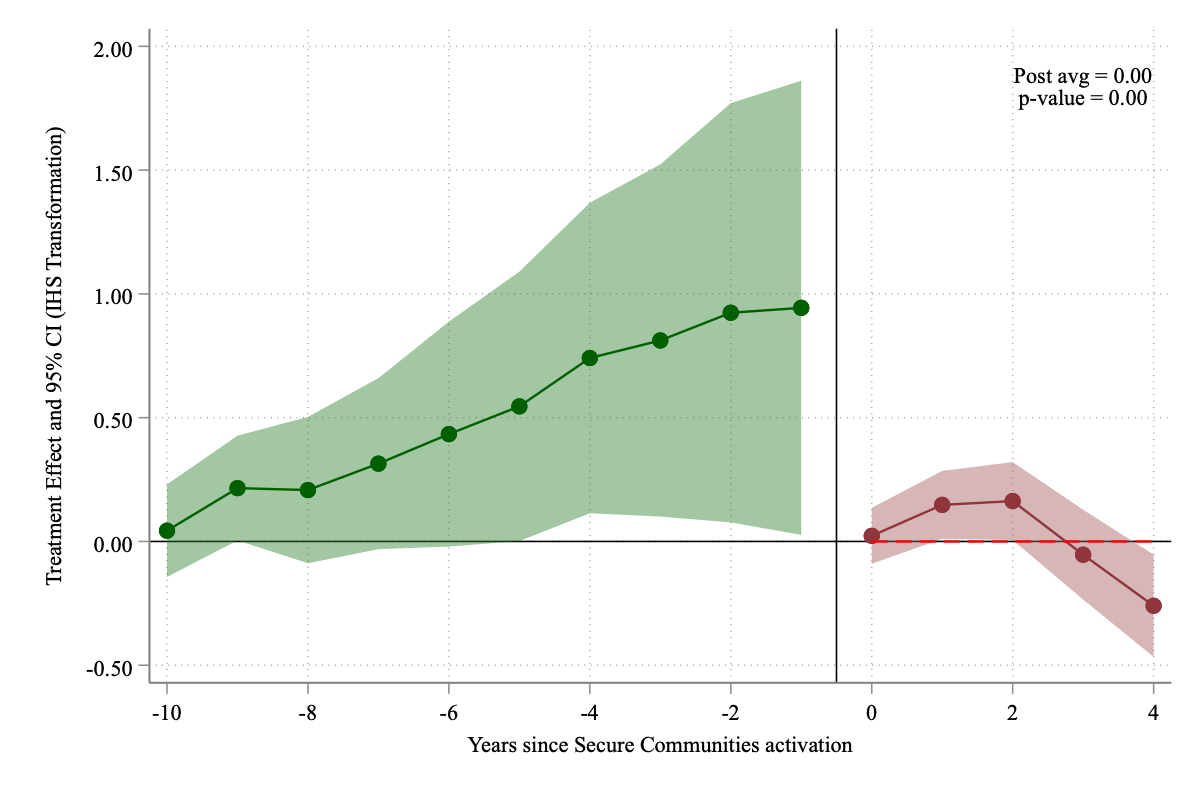 2.00
1.50
1.00
0.50
0.00
-0.50
Treatment Effect and 95% CI (IHS Transformation)
Post avg = 0.00
p-value = 0.00
-10 -8 -6 -4 -2 0 2 4
Years since Secure Communities activation